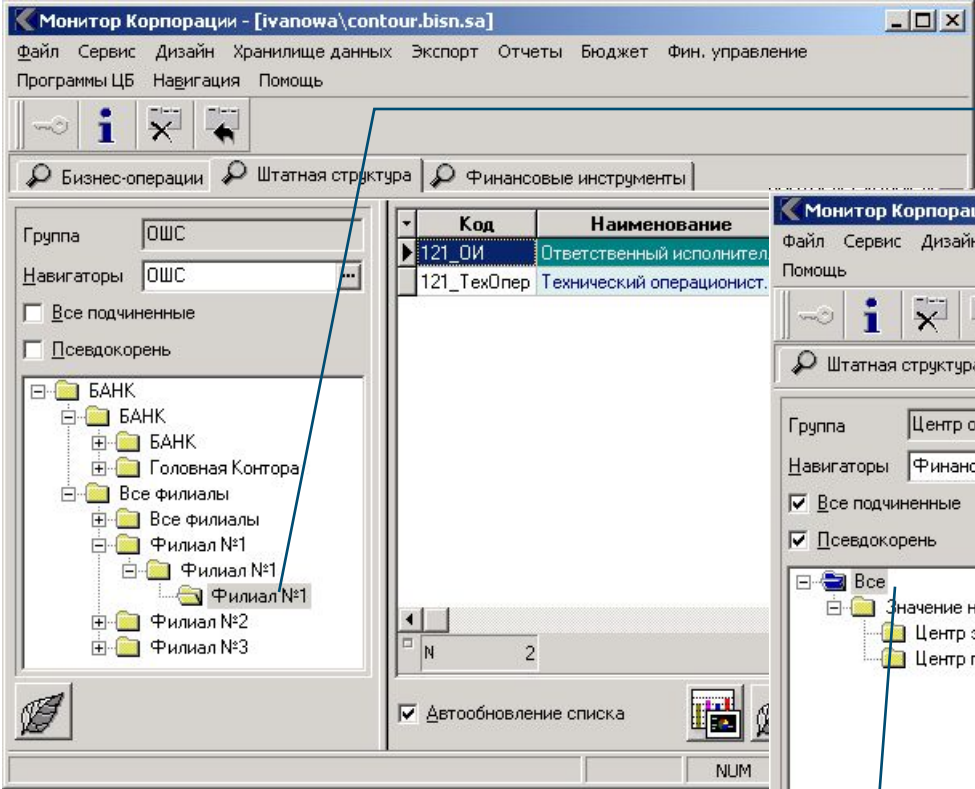 Монитор Корпорации - [ivanowa\contour.bisn.sa]
Файл Сервис Дизайн Хранилище данных Экспорт Отчеты Бюджет Фин. управление
Программы ЦБ Навигация Помощь
Бизнес-операции Штатная структура Финансовые инструменты
Группа ОШС
Навигаторы ОШС ...
Все подчиненные
Псевдокорень
БАНК
БАНК
БАНК
Головная Контора
Все филиалы
Все филиалы
Филиал №1
Филиал №1
Филиал №1
Филиал №2
Филиал №3
Код Наименование
121_ОИ Ответственный исполнител
121_ТехОпер Технический операционист.
N 2
Автообновление списка
NUM
Монитор Корпорац
Файл Сервис Дизайн
Помощь
Штатная структура
Группа Центр о
Навигаторы Финанс
Все подчиненные
Псевдокорень
Все
Значение н
Центр з
Центр п